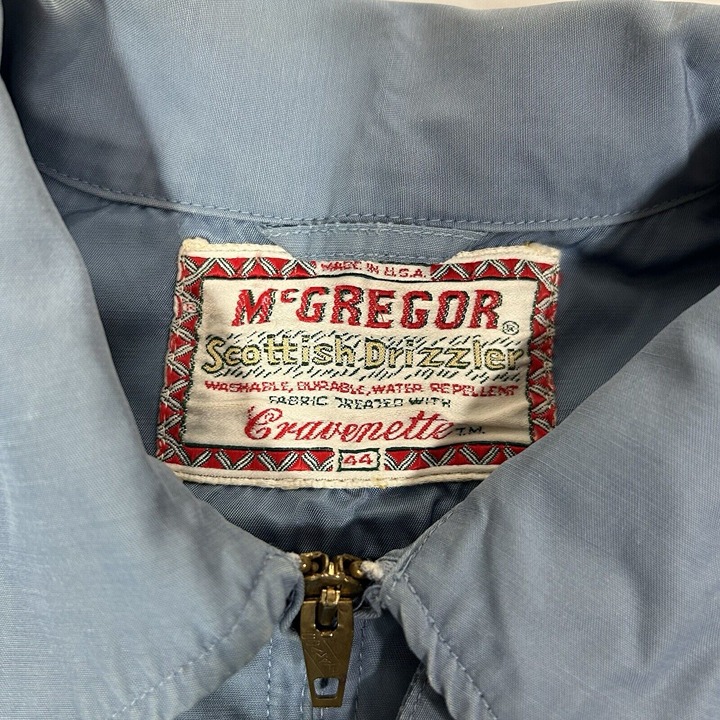 MADE IN U.S.A.
McGREGOR ®
Scottish Drizzler
WASHABLE, DURABLE, WATER REPELLENT
FABRIC TREATED WITH
Cravenette T.M.
44